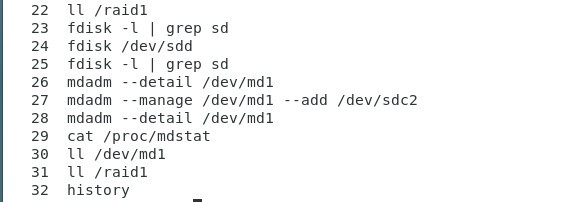 22 ll /raid1
23 fdisk -l | grep sd
24 fdisk /dev/sdd
25 fdisk -l | grep sd
26 mdadm --detail /dev/md1
27 mdadm --manage /dev/md1 --add /dev/sdc2
28 mdadm --detail /dev/md1
29 cat /proc/mdstat
30 ll /dev/md1
31 ll /raid1
32 history